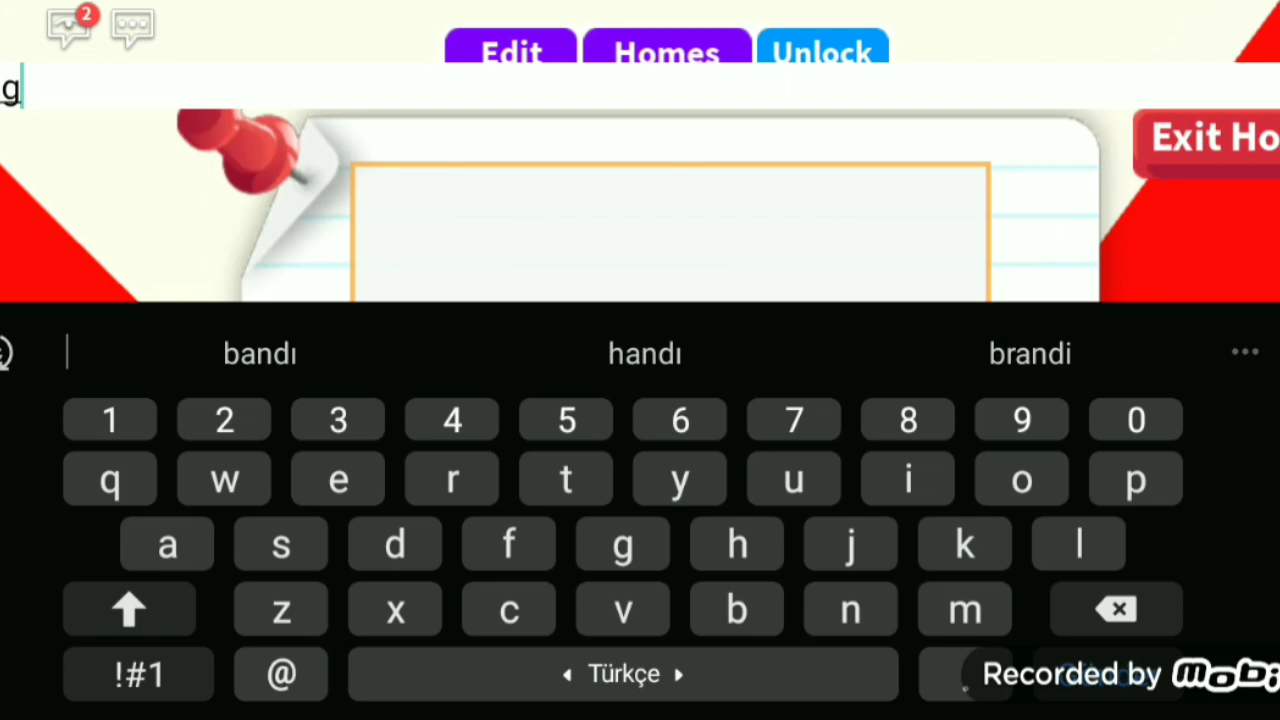 2
Edit Homes Unlock
g
Exit Ho
bandı handı brandi
1 2 3 4 5 6 7 8 9 0
q w e r t y u i o p
a s d f g h j k l
z x c v b n m
!#1 @ Türkçe .
Recorded by mobi